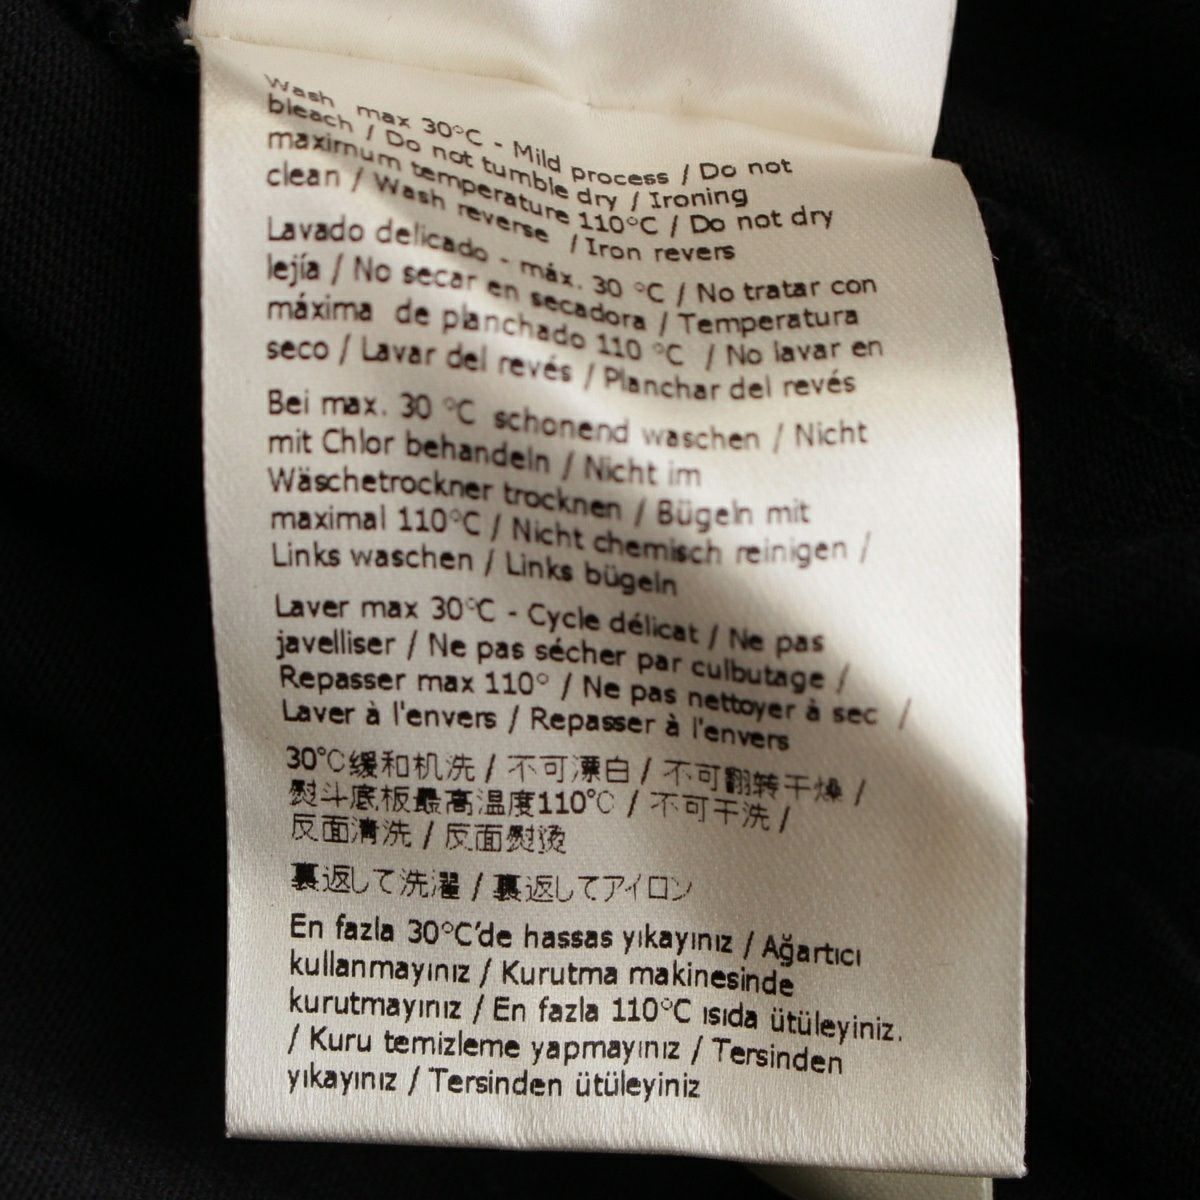 Wash max 30°C - Mild process / Do not
bleach / Do not tumble dry / Ironing
maximum temperature 110°C / Do not dry
clean / Wash reverse / Iron revers
Lavado delicado - máx. 30 °C / No tratar con
lejía / No secar en secadora / Temperatura
máxima de planchado 110 °C / No lavar en
seco / Lavar del revés / Planchar del revés
Bei max. 30 °C schonend waschen / Nicht
mit Chlor behandeln / Nicht im
Wäschetrockner trocknen / Bügeln mit
maximal 110°C / Nicht chemisch reinigen /
Links waschen / Links bügeln
Laver max 30°C - Cycle délicat / Ne pas
javelliser / Ne pas sécher par culbutage /
Repasser max 110° / Ne pas nettoyer à sec /
Laver à l'envers / Repasser à l'envers
30℃缓和机洗 / 不可漂白 / 不可翻转干燥 /
熨斗底板最高温度110℃ / 不可干洗 /
反面清洗 / 反面熨烫
裏返して洗濯 / 裏返してアイロン
En fazla 30°C'de hassas yıkayınız / Ağartıcı
kullanmayınız / Kurutma makinesinde
kurutmayınız / En fazla 110°C ısıda ütüleyiniz.
/ Kuru temizleme yapmayınız / Tersinden
yıkayınız / Tersinden ütüleyiniz